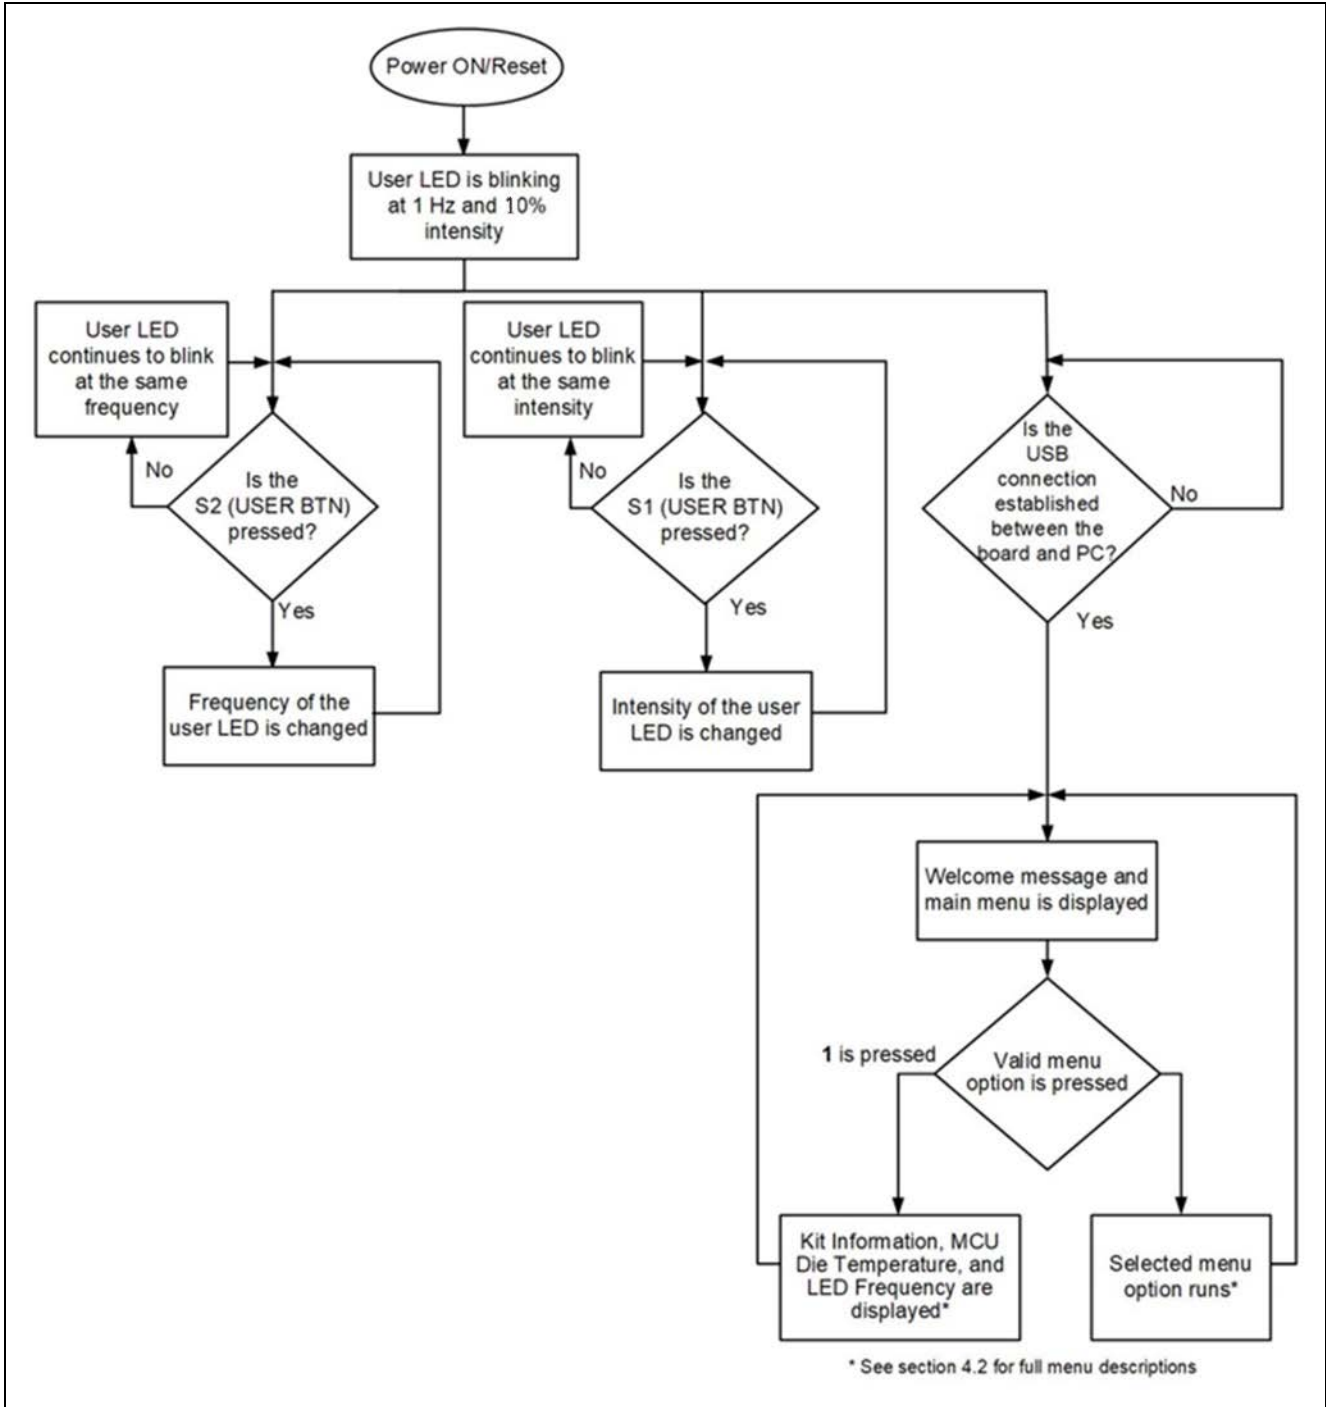 Power ON/Reset
User LED is blinking
at 1 Hz and 10%
intensity
User LED
continues to blink
at the same
frequency
No
Is the
S2 (USER BTN)
pressed?
Yes
Frequency of the
user LED is changed
User LED
continues to blink
at the same
intensity
No
Is the
S1 (USER BTN)
pressed?
Yes
Intensity of the user
LED is changed
Is the
USB
connection
established
between the
board and PC?
No
Yes
Welcome message and
main menu is displayed
1 is pressed
Valid menu
option is pressed
Kit Information, MCU
Die Temperature, and
LED Frequency are
displayed*
Selected menu
option runs*
* See section 4.2 for full menu descriptions